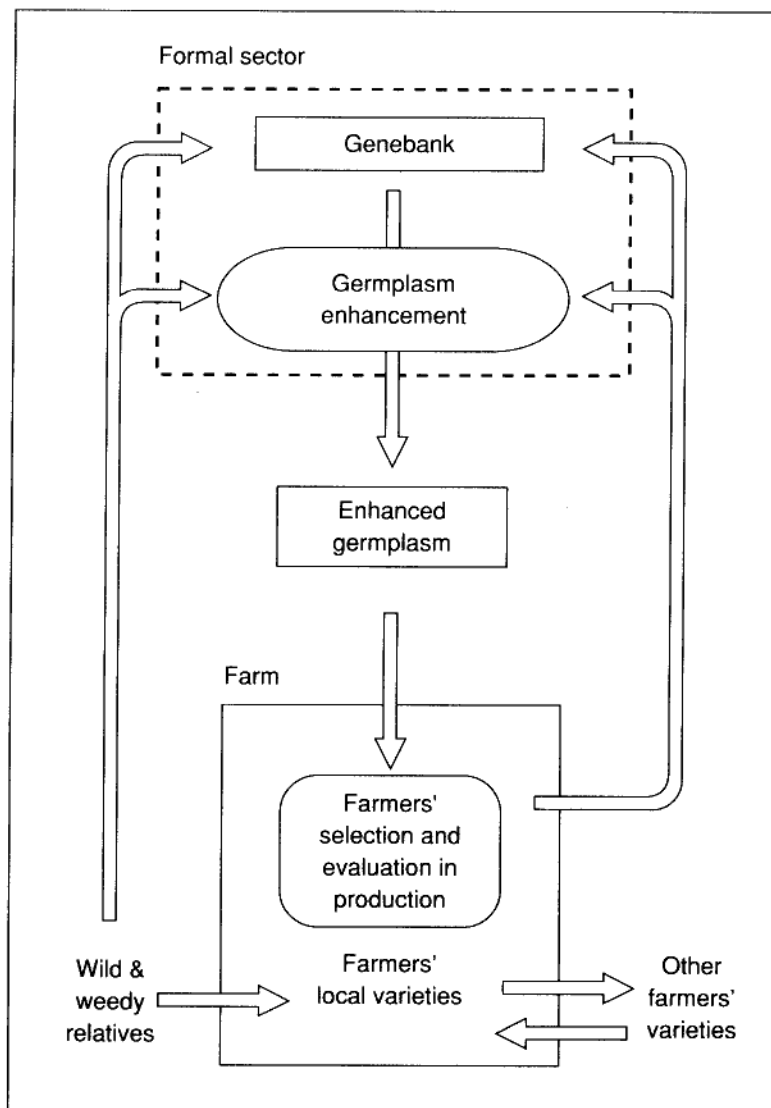 Formal sector
Genebank
Germplasm
enhancement
Enhanced
germplasm
Farm
Farmers'
selection and
evaluation in
production
Wild &
weedy
relatives
Farmers'
local varieties
Other
farmers'
varieties